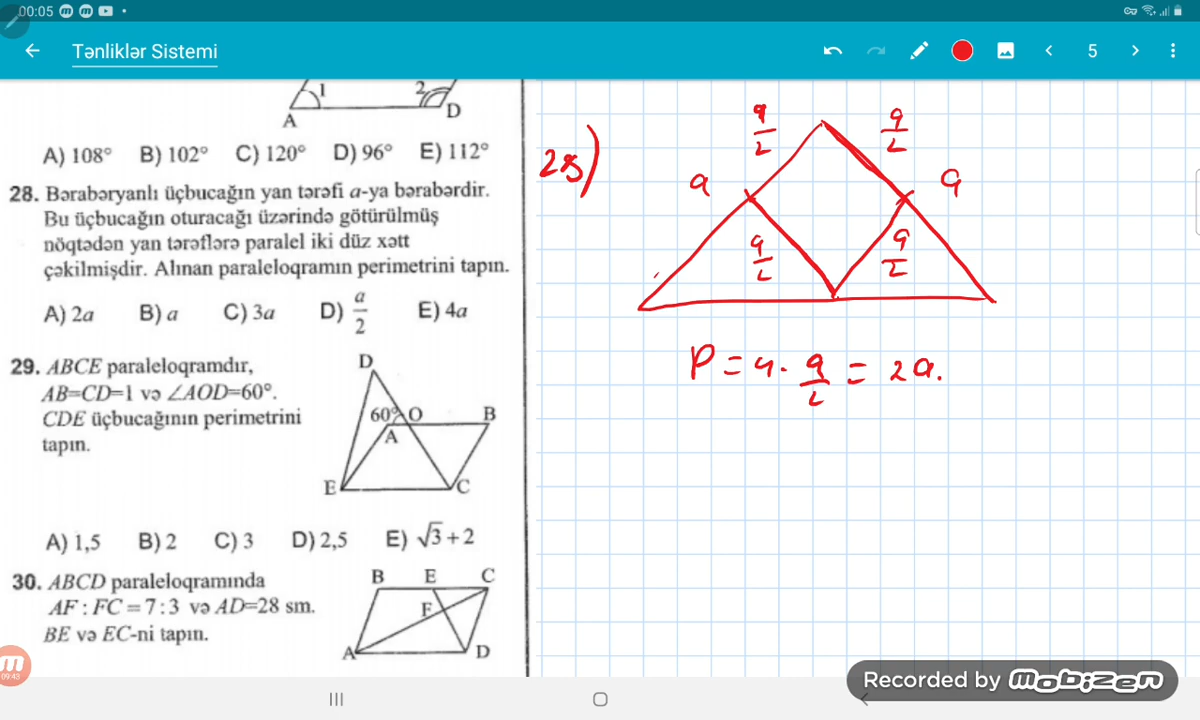 00:05
Tənliklər Sistemi
5
1
2
A
D
A) 108° B) 102° C) 120° D) 96° E) 112°
28. Bərabəryanlı üçbucağın yan tərəfi a-ya bərabərdir.
Bu üçbucağın oturacağı üzərində götürülmüş
nöqtədən yan tərəflərə paralel iki düz xətt
çəkilmişdir. Alınan paraleloqramın perimetrini tapın.
A) 2a B) a C) 3a D) a/2 E) 4a
29. ABCE paraleloqramdır,
AB=CD=1 və ∠AOD=60°.
CDE üçbucağının perimetrini
tapın.
D
60° O B
A
E C
A) 1,5 B) 2 C) 3 D) 2,5 E) √3+2
30. ABCD paraleloqramında
AF : FC = 7 : 3 və AD=28 sm.
BE və EC-ni tapın.
B E C
F
A D
28)
a/2 a/2
a a
a/2 a/2
P = 4 · a/2 = 2a.
09:43
Recorded by mobizen